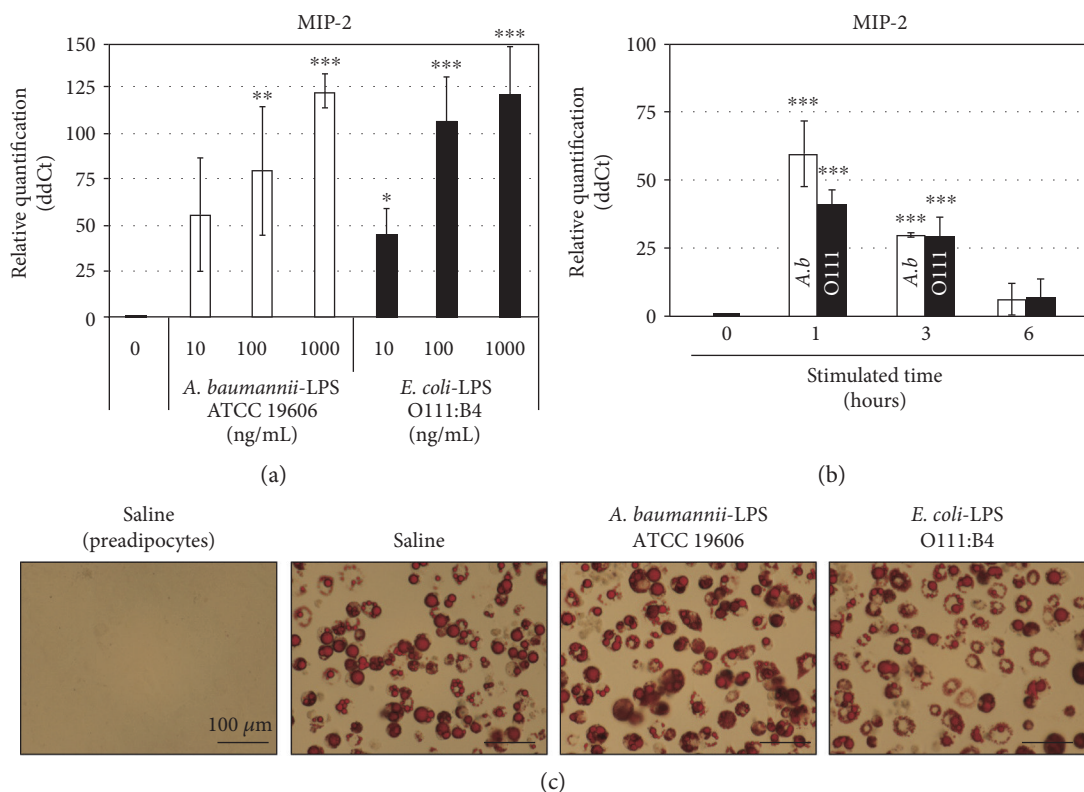 MIP-2
Relative quantification
(ddCt)
150
125
100
75
50
25
0
**
***
*
***
***
0
10
100
1000
10
100
1000
A. baumannii-LPS
ATCC 19606
(ng/mL)
E. coli-LPS
O111:B4
(ng/mL)
(a)
MIP-2
Relative quantification
(ddCt)
100
75
50
25
0
***
***
***
***
A.b
O111
A.b
O111
0
1
3
6
Stimulated time
(hours)
(b)
Saline
(preadipocytes)
Saline
A. baumannii-LPS
ATCC 19606
E. coli-LPS
O111:B4
100 µm
(c)